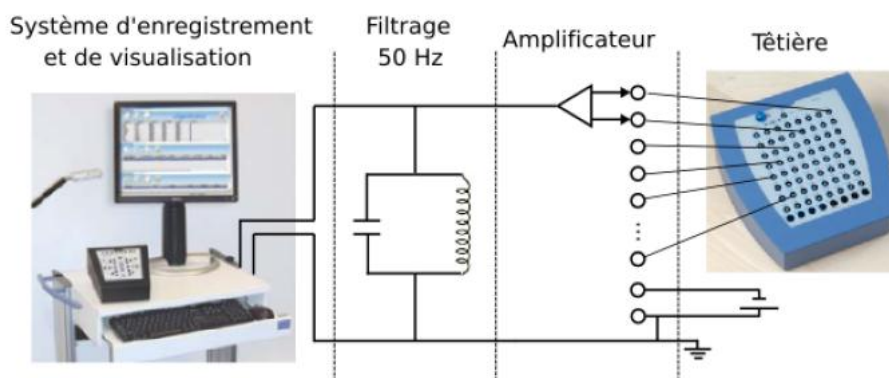 Système d'enregistrement
et de visualisation
Filtrage
50 Hz
Amplificateur
Têtière